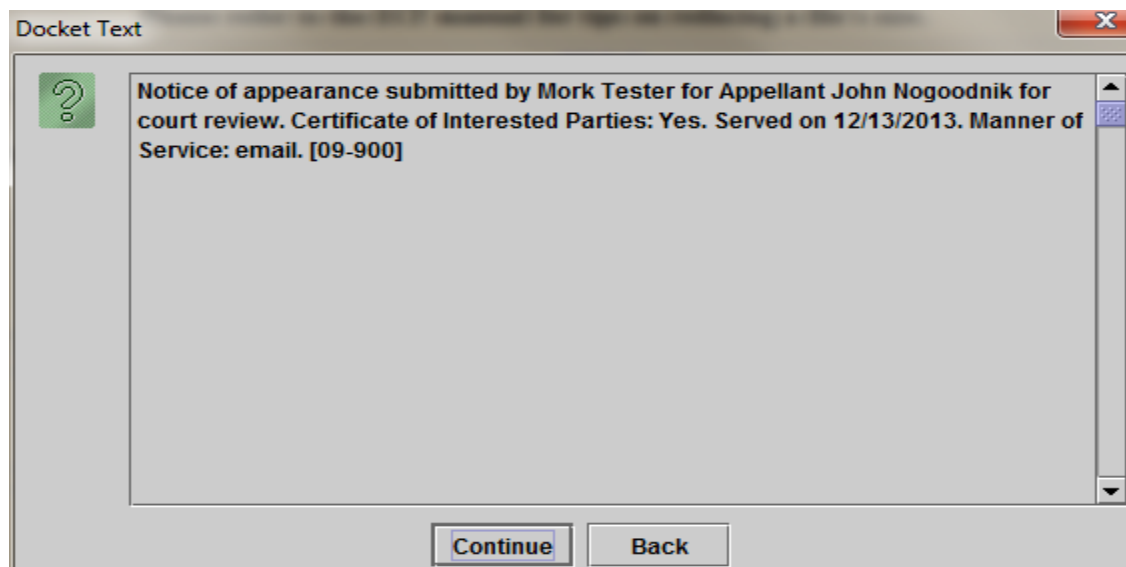 Docket Text
Notice of appearance submitted by Mork Tester for Appellant John Nogoodnik for
court review. Certificate of Interested Parties: Yes. Served on 12/13/2013. Manner of
Service: email. [09-900]
Continue Back